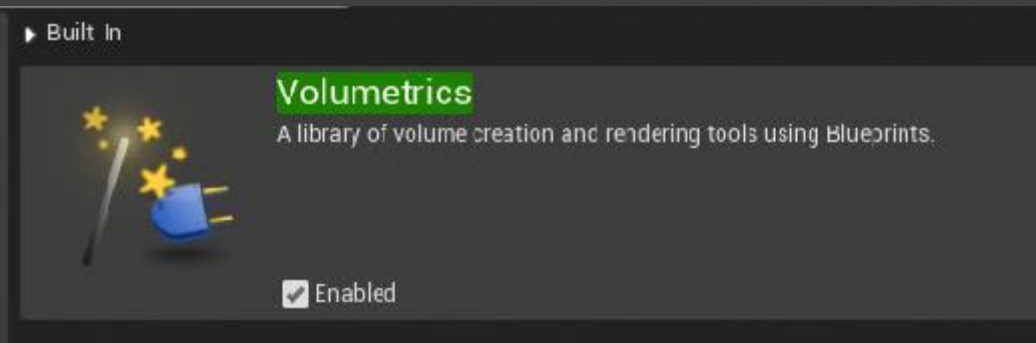 Built In
Volumetrics
A library of volume creation and rendering tools using Blueprints.
Enabled